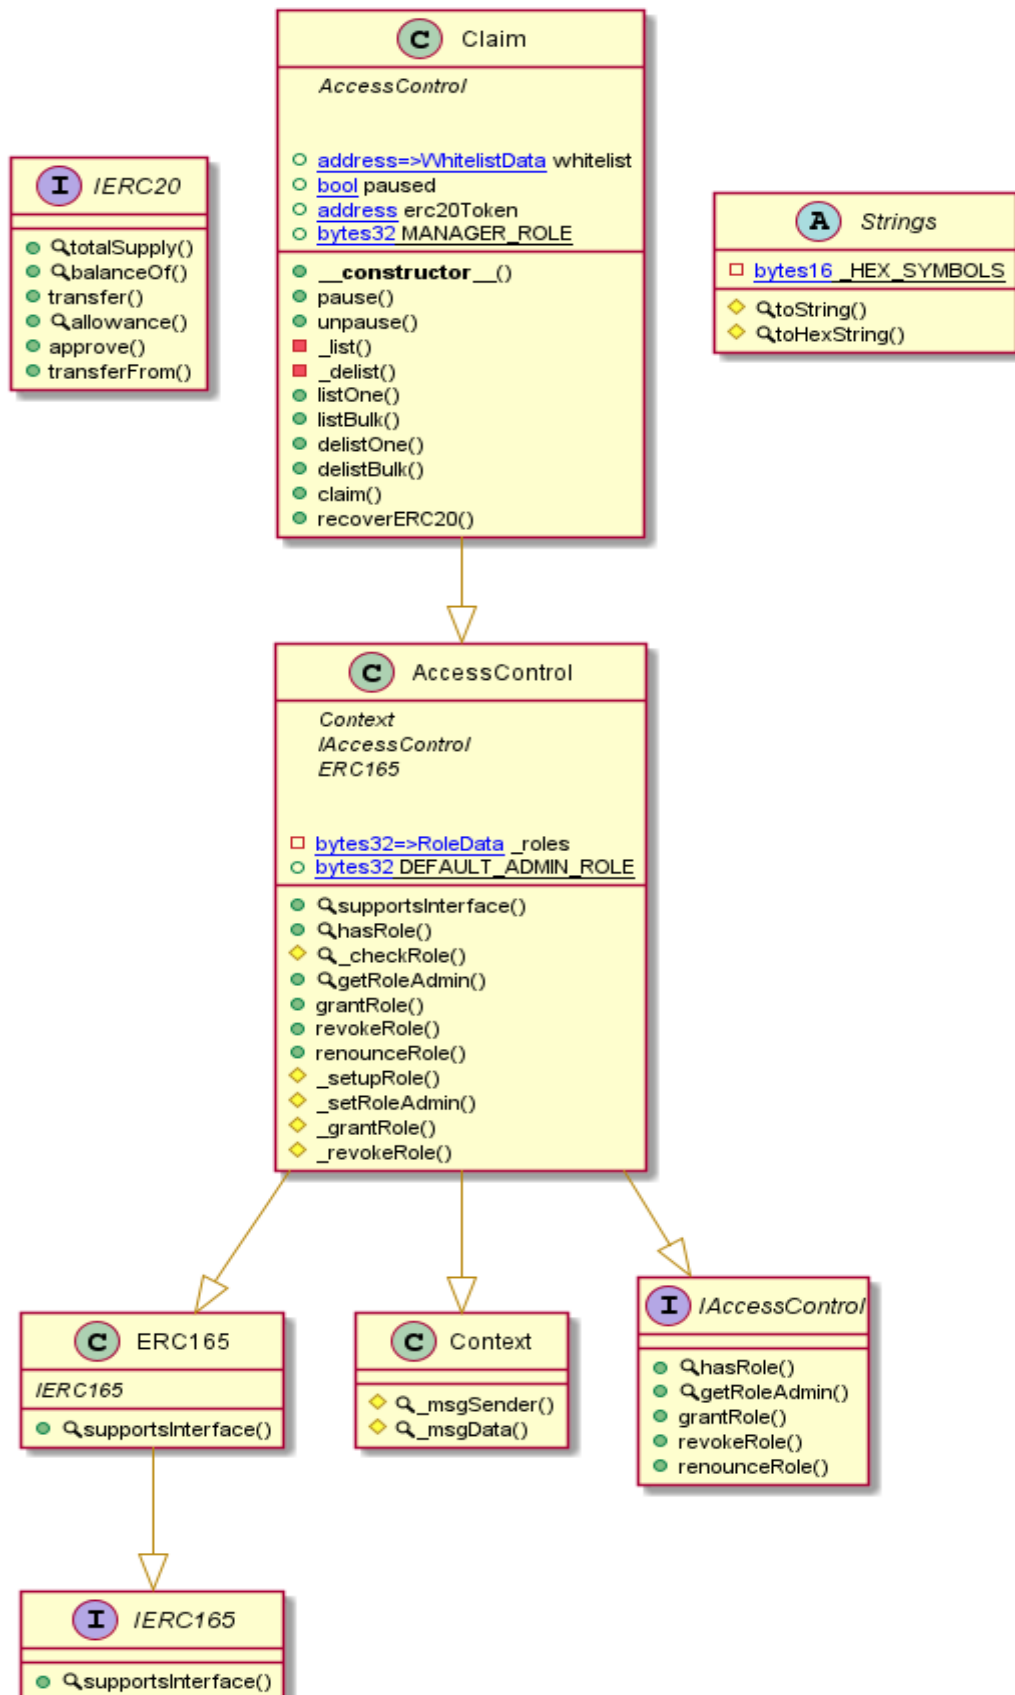 C Claim
AccessControl
address=>WhitelistData whitelist
bool paused
address erc20Token
bytes32 MANAGER_ROLE
__constructor__()
pause()
unpause()
_list()
_delist()
listOne()
listBulk()
delistOne()
delistBulk()
claim()
recoverERC20()
I IERC20
totalSupply()
balanceOf()
transfer()
allowance()
approve()
transferFrom()
A Strings
bytes16 _HEX_SYMBOLS
toString()
toHexString()
C AccessControl
Context
IAccessControl
ERC165
bytes32=>RoleData _roles
bytes32 DEFAULT_ADMIN_ROLE
supportsInterface()
hasRole()
_checkRole()
getRoleAdmin()
grantRole()
revokeRole()
renounceRole()
_setupRole()
_setRoleAdmin()
_grantRole()
_revokeRole()
C ERC165
IERC165
supportsInterface()
C Context
_msgSender()
_msgData()
I IAccessControl
hasRole()
getRoleAdmin()
grantRole()
revokeRole()
renounceRole()
I IERC165
supportsInterface()